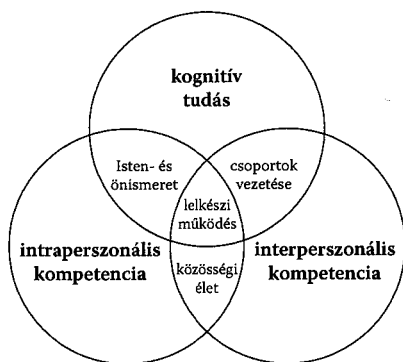 kognitív
tudás
Isten- és
önismeret
csoportok
vezetése
lelkészi
működés
intraperszonális
kompetencia
interperszonális
kompetencia
közösségi
élet